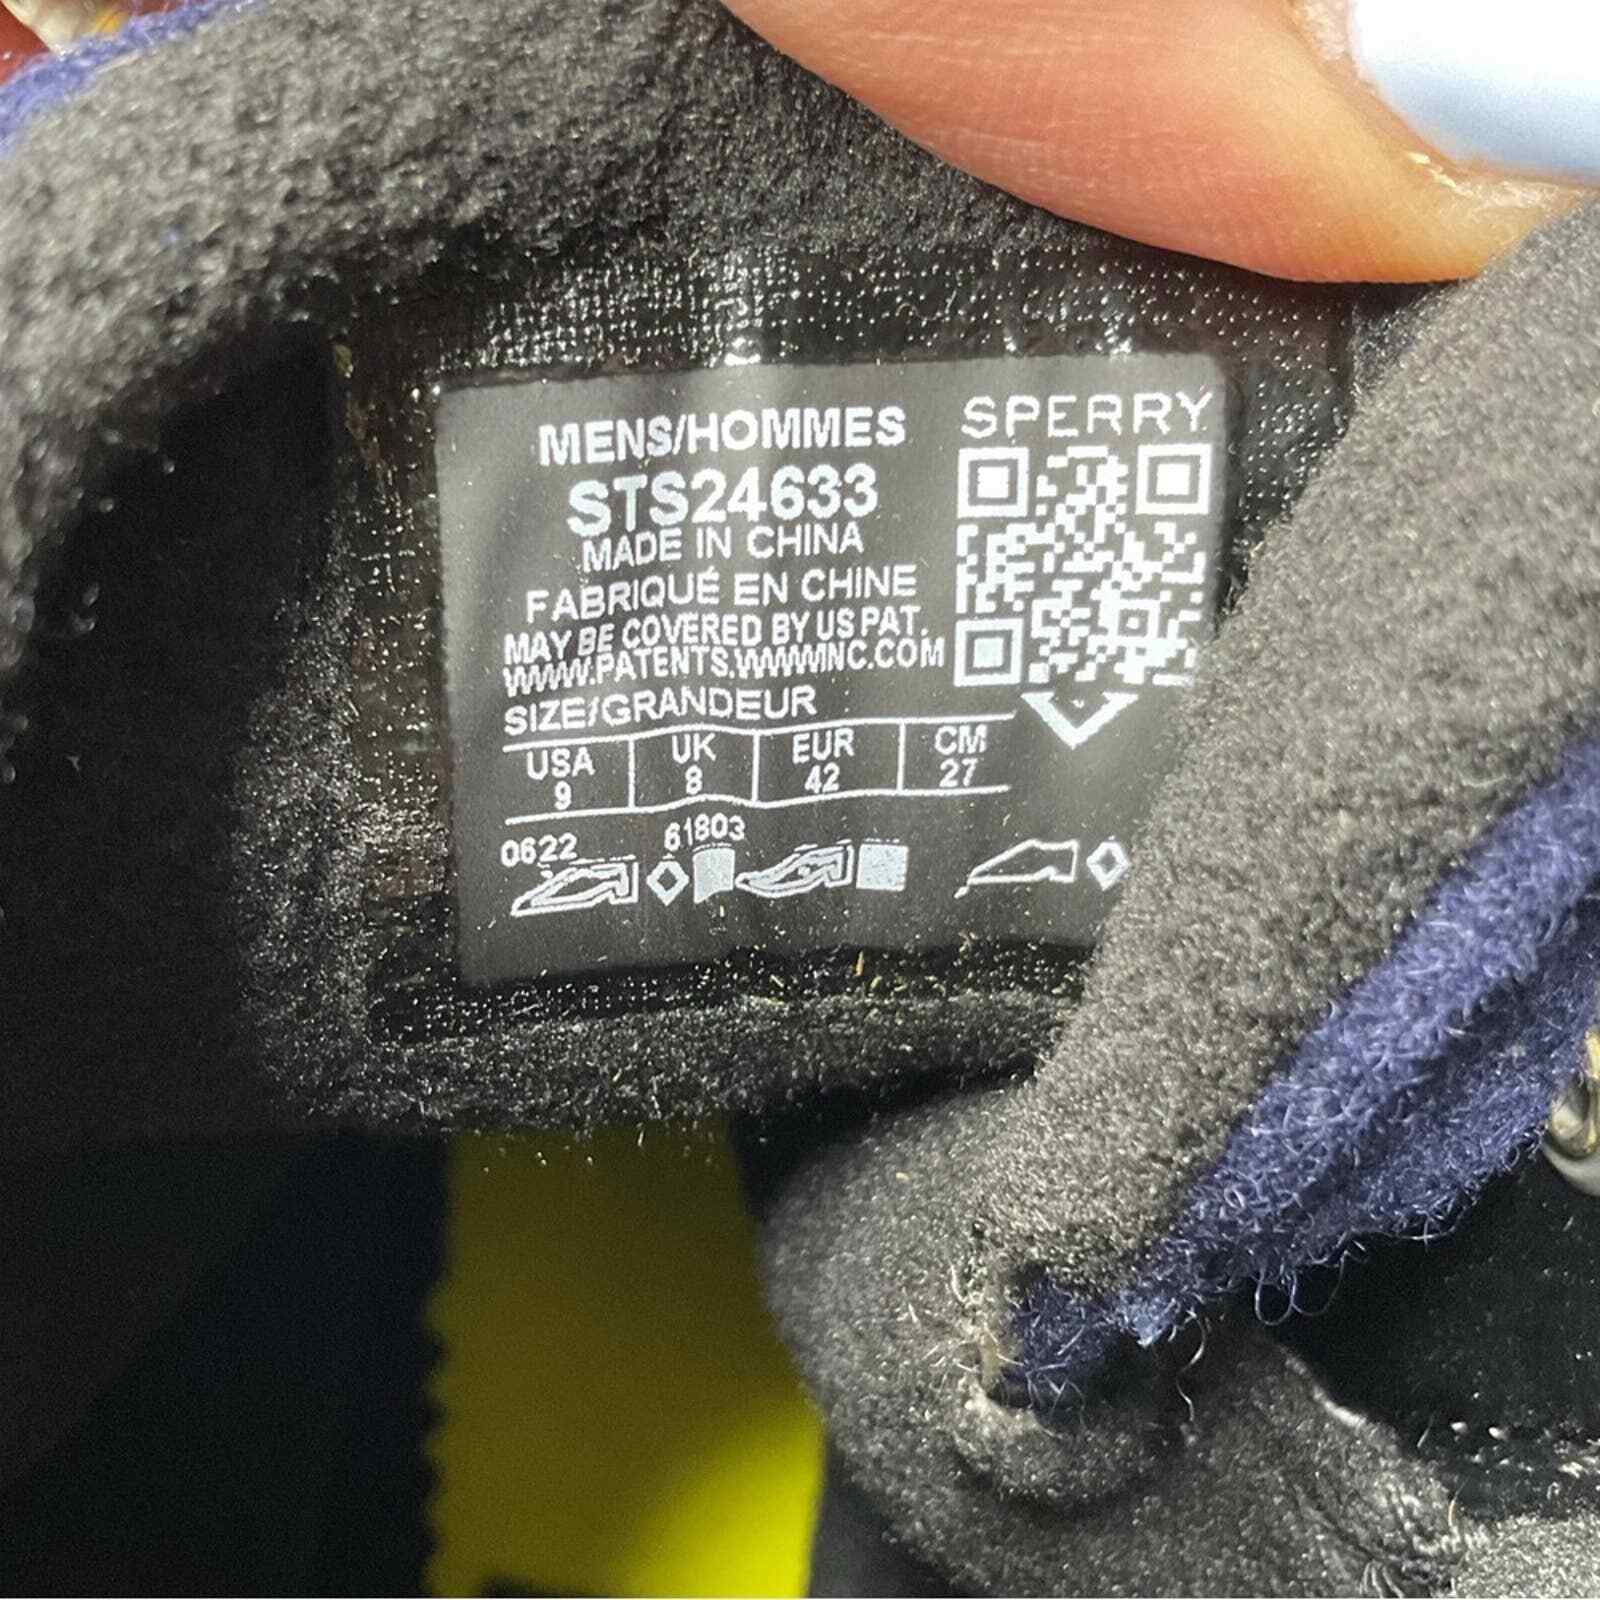 MENS/HOMMES
STS24633
MADE IN CHINA
FABRIQUÉ EN CHINE
MAY BE COVERED BY US PAT.
WWW.PATENTS.WWWINC.COM
SIZE/GRANDEUR
USA UK EUR CM
9 8 42 27
0622 61803
SPERRY